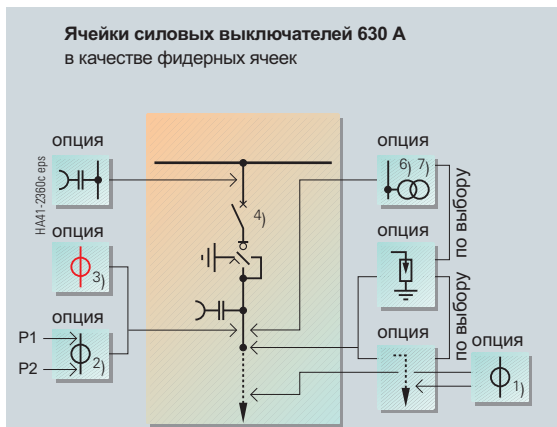 Ячейки силовых выключателей 630 А
в качестве фидерных ячеек
опция
HA41-2360c eps
опция
3)
опция
P1
P2
2)
4)
опция
6) 7)
по выбору
опция
по выбору
опция
опция
1)